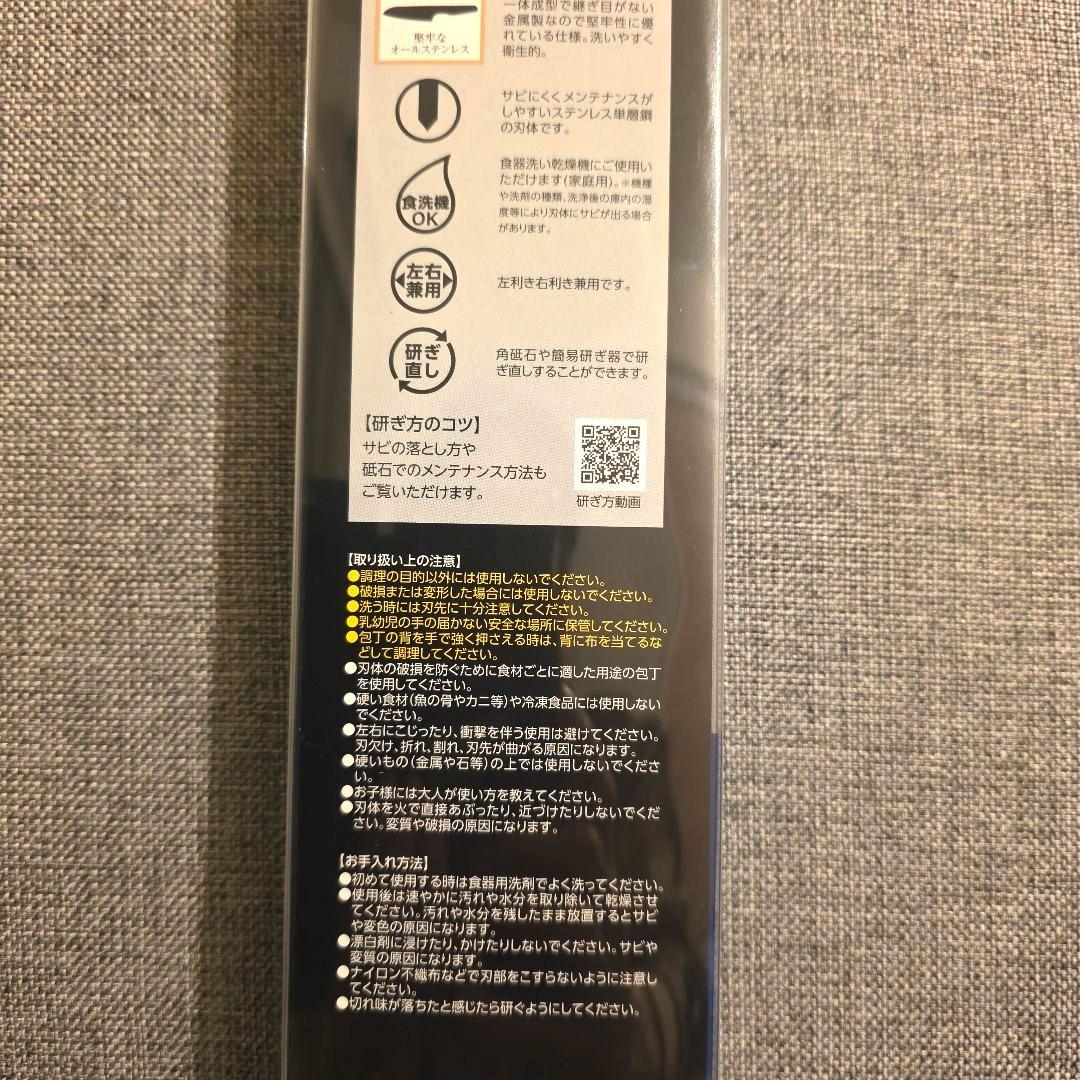 堅牢な
オールステンレス
一体成型で継ぎ目がない
金属製なので堅牢性に優
れている仕様。洗いやすく
衛生的。
サビにくくメンテナンスが
しやすいステンレス単層鋼
の刃体です。
食洗機
OK
食器洗い乾燥機にご使用い
ただけます(家庭用)。※機種
や洗剤の種類、洗浄後の庫内の湿
度等により刃体にサビが出る場合
があります。
左右
兼用
左利き右利き兼用です。
研ぎ
直し
角砥石や簡易研ぎ器で研
ぎ直しすることができます。
【研ぎ方のコツ】
サビの落とし方や
砥石でのメンテナンス方法も
ご覧いただけます。
研ぎ方動画
【取り扱い上の注意】
●調理の目的以外には使用しないでください。
●破損または変形した場合には使用しないでください。
●洗う時には刃先に十分注意してください。
●乳幼児の手の届かない安全な場所に保管してください。
●包丁の背を手で強く押さえる時は、背に布を当てるな
どして調理してください。
●刃体の破損を防ぐために食材ごとに適した用途の包丁
を使用してください。
●硬い食材(魚の骨やカニ等)や冷凍食品には使用しない
でください。
●左右にこじったり、衝撃を伴う使用は避けてください。
刃欠け、折れ、割れ、刃先が曲がる原因になります。
●硬いもの(金属や石等)の上では使用しないでくださ
い。
●お子様には大人が使い方を教えてください。
●刃体を火で直接あぶったり、近づけたりしないでくだ
さい。変質や破損の原因になります。
【お手入れ方法】
●初めて使用する時は食器用洗剤でよく洗ってください。
●使用後は速やかに汚れや水分を取り除いて乾燥させ
てください。汚れや水分を残したまま放置するとサビ
や変色の原因になります。
●漂白剤に浸けたり、かけたりしないでください。サビや
変質の原因になります。
●ナイロン不織布などで刃部をこすらないように注意し
てください。
●切れ味が落ちたと感じたら研ぐようにしてください。